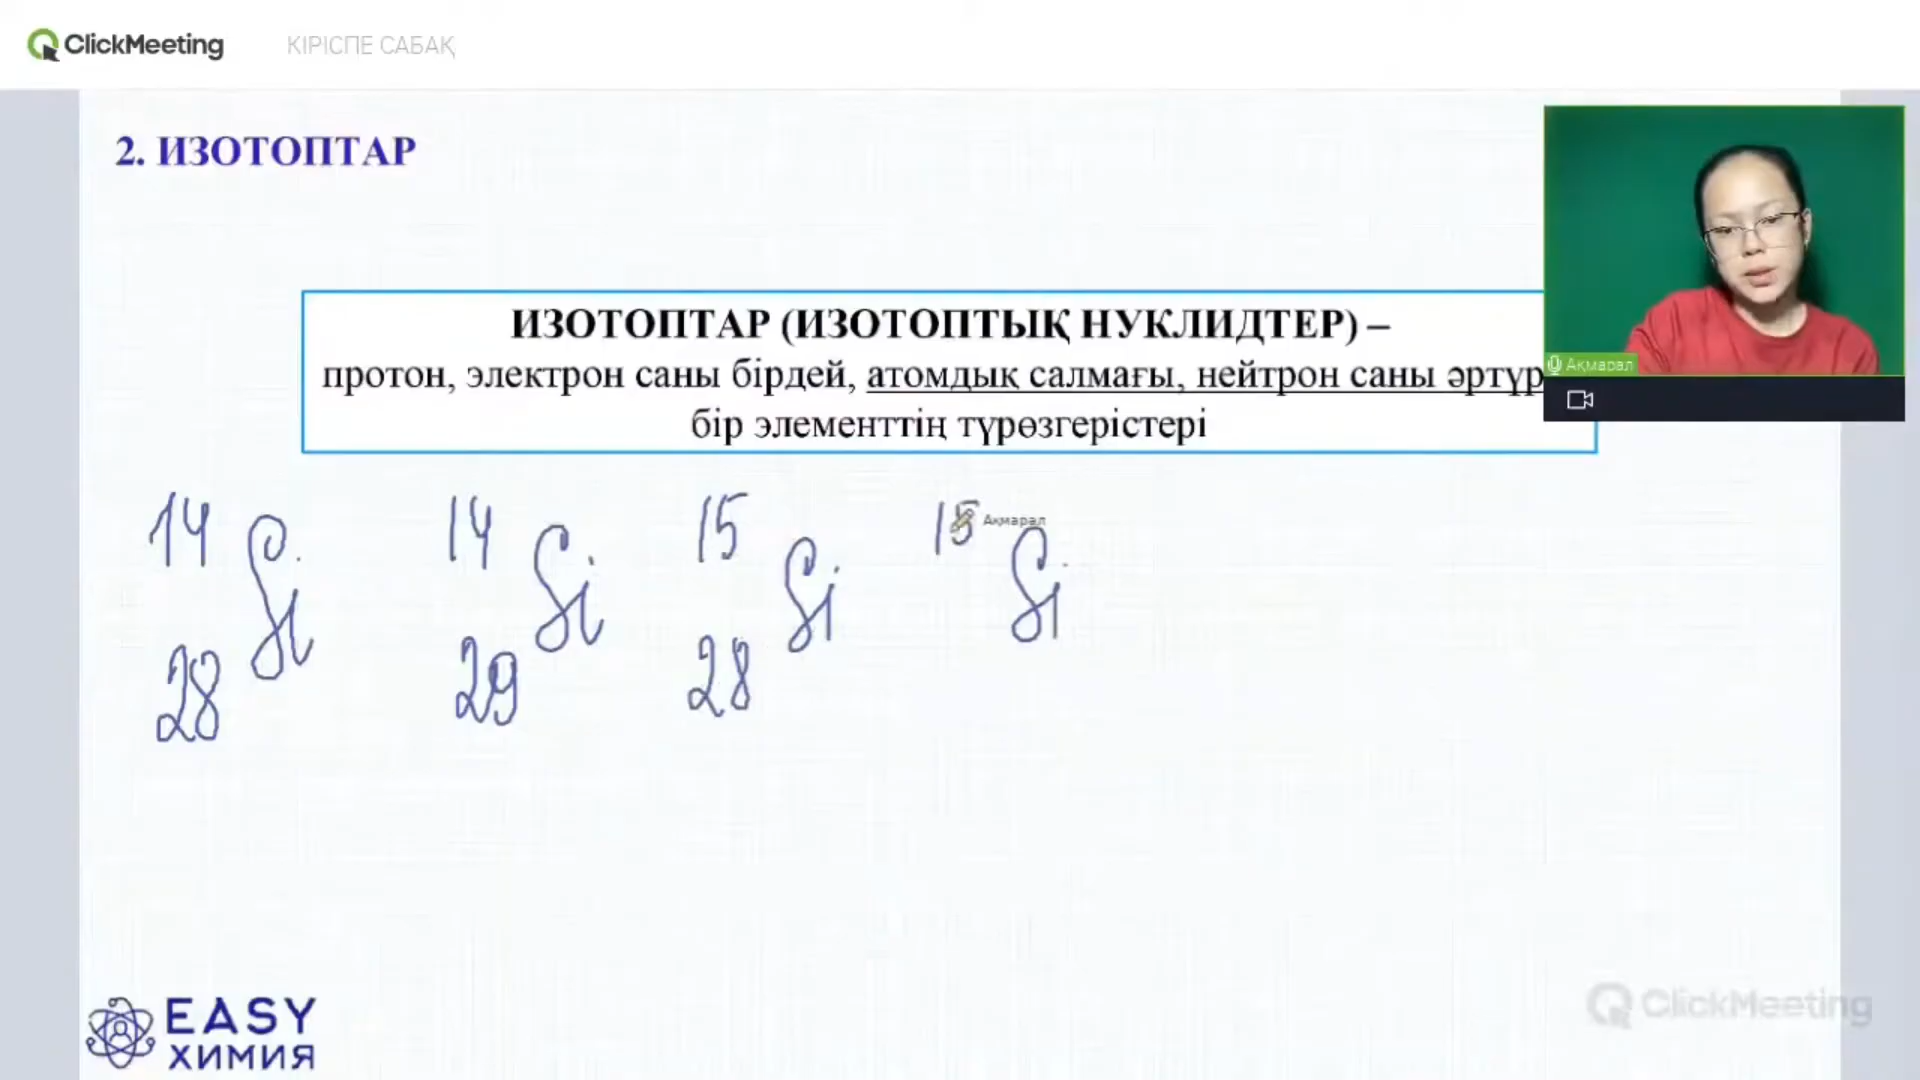 ClickMeeting КІРІСПЕ САБАҚ
2. ИЗОТОПТАР
ИЗОТОПТАР (ИЗОТОПТЫҚ НУКЛИДТЕР) –
протон, электрон саны бірдей, атомдық салмағы, нейтрон саны әртүр
бір элементтің түрөзгерістері
Ақмарал
14 Si 28
14 Si 29
15 Si 28
15 Si
Ақмарал
EASY
ХИМИЯ
ClickMeeting